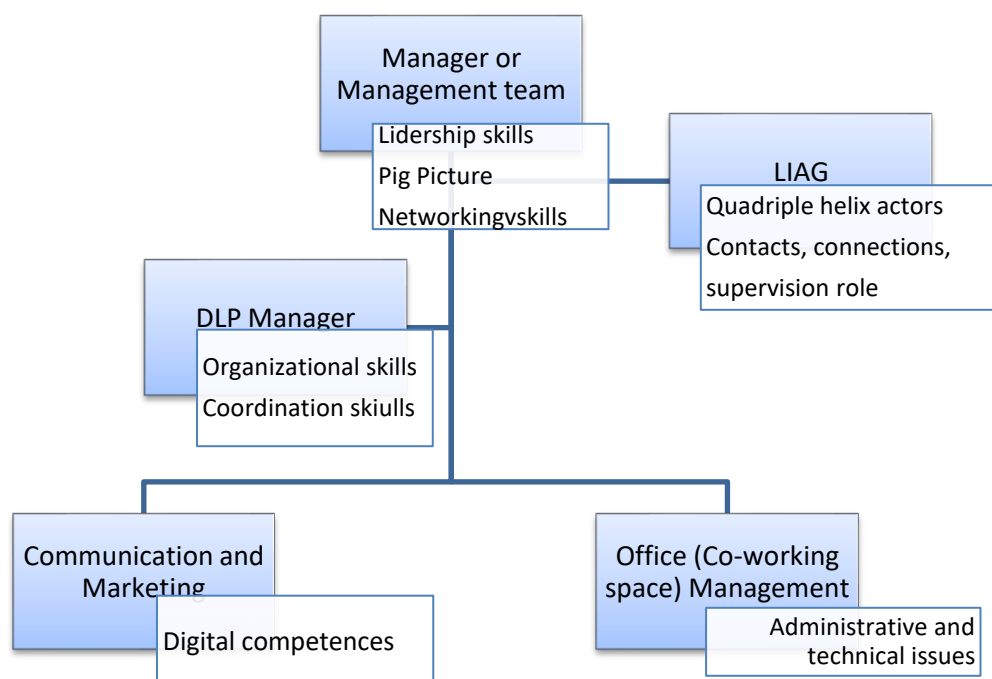 Manager or
Management team
Lidership skills
Pig Picture
Networkingvskills
LIAG
Quadriple helix actors
Contacts, connections,
supervision role
DLP Manager
Organizational skills
Coordination skiulls
Communication and
Marketing
Digital competences
Office (Co-working
space) Management
Administrative and
technical issues